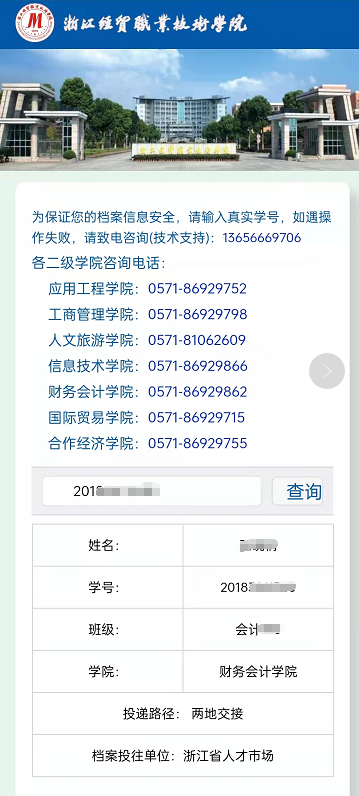 浙江经贸职业技术学院
为保证您的档案信息安全，请输入真实学号，如遇操
作失败，请致电咨询(技术支持)：13656669706
各二级学院咨询电话：
应用工程学院：0571-86929752
工商管理学院：0571-86929798
人文旅游学院：0571-81062609
信息技术学院：0571-86929866
财务会计学院：0571-86929862
国际贸易学院：0571-86929715
合作经济学院：0571-86929755
2018 查询
姓名：
学号： 2018
班级： 会计
学院： 财务会计学院
投递路径： 两地交接
档案投往单位：浙江省人才市场